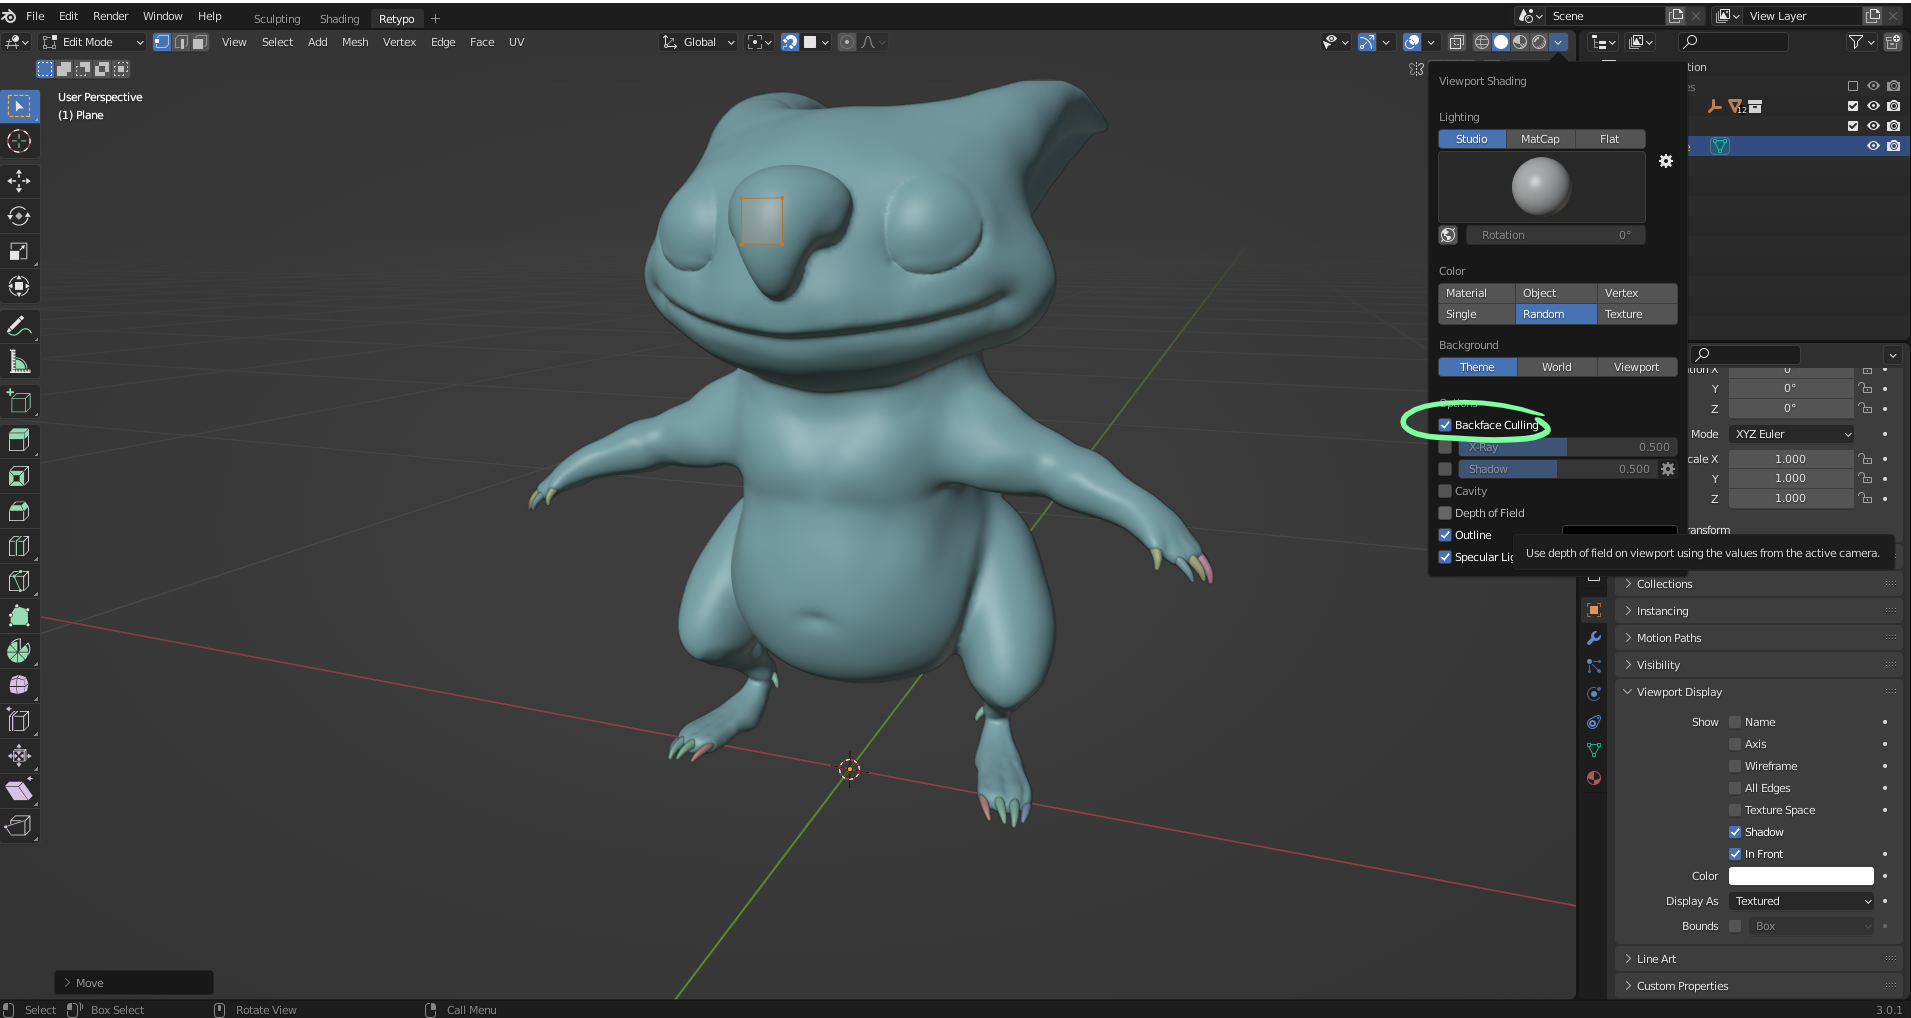 File Edit Render Window Help Sculpting Shading Retypo + Scene View Layer
Edit Mode View Select Add Mesh Vertex Edge Face UV Global
User Perspective
(1) Plane
Viewport Shading
Lighting
Studio MatCap Flat
Rotation 0°
Color
Material Object Vertex
Single Random Texture
Background
Theme World Viewport
Options
Backface Culling
X-Ray 0.500
Shadow 0.500
Cavity
Depth of Field
Outline
Specular Lig
Use depth of field on viewport using the values from the active camera.
tion
es
12
e
Y 0°
Z 0°
Mode XYZ Euler
cale X 1.000
Y 1.000
Z 1.000
ransform
Collections
Instancing
Motion Paths
Visibility
Viewport Display
Show Name
Axis
Wireframe
All Edges
Texture Space
Shadow
In Front
Color
Display As Textured
Bounds Box
Line Art
Custom Properties
Move
Select Box Select Rotate View Call Menu 3.0.1